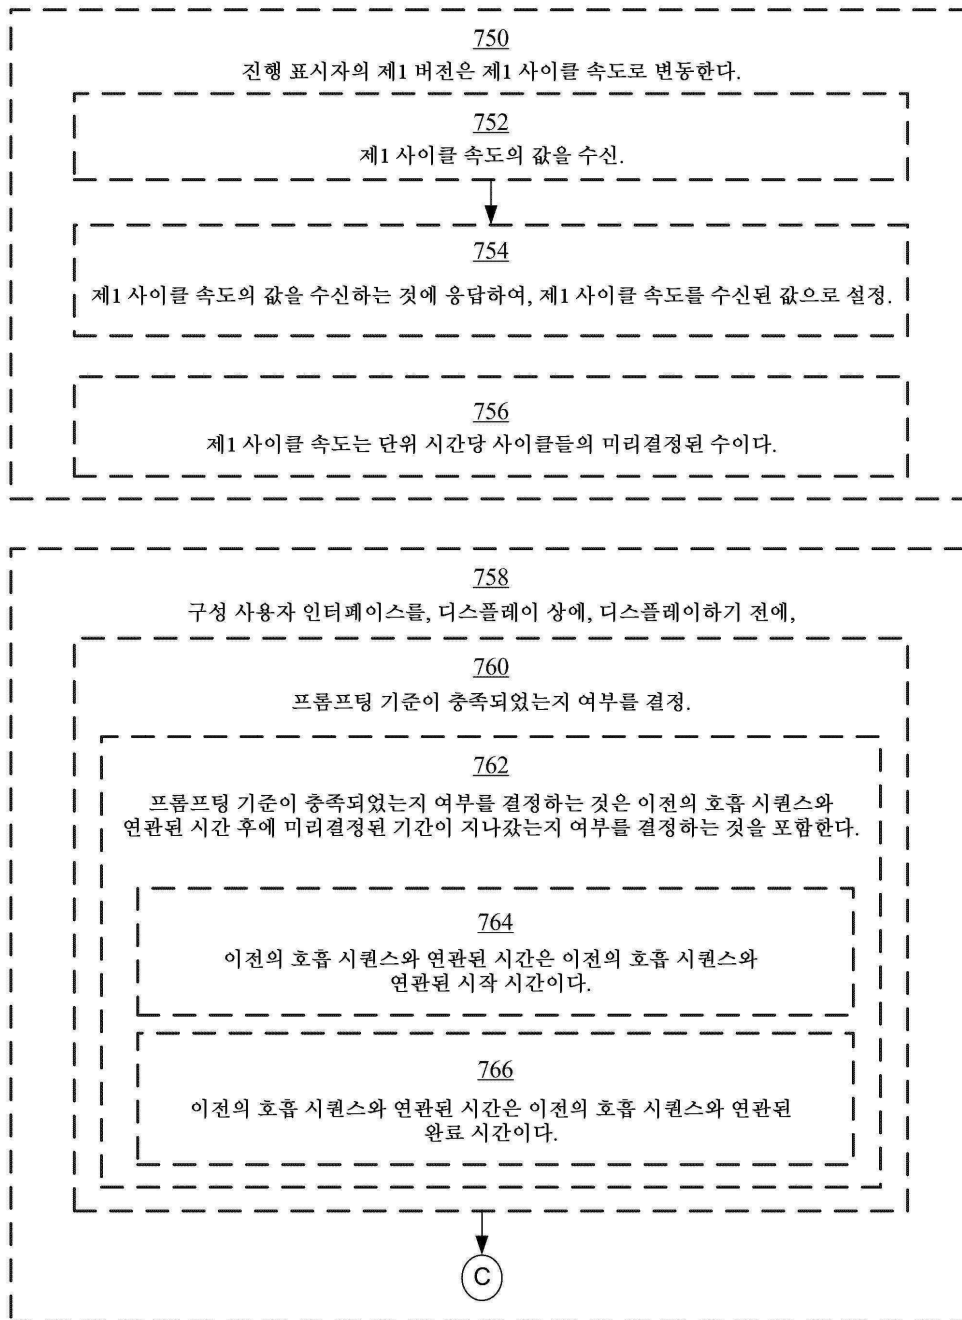 750
진행 표시자의 제1 버전은 제1 사이클 속도로 변동한다.
752
제1 사이클 속도의 값을 수신.
754
제1 사이클 속도의 값을 수신하는 것에 응답하여, 제1 사이클 속도를 수신된 값으로 설정.
756
제1 사이클 속도는 단위 시간당 사이클들의 미리결정된 수이다.
758
구성 사용자 인터페이스를, 디스플레이 상에, 디스플레이하기 전에,
760
프롬프팅 기준이 충족되었는지 여부를 결정.
762
프롬프팅 기준이 충족되었는지 여부를 결정하는 것은 이전의 호흡 시퀀스와
연관된 시간 후에 미리결정된 기간이 지나갔는지 여부를 결정하는 것을 포함한다.
764
이전의 호흡 시퀀스와 연관된 시간은 이전의 호흡 시퀀스와
연관된 시작 시간이다.
766
이전의 호흡 시퀀스와 연관된 시간은 이전의 호흡 시퀀스와 연관된
완료 시간이다.
C